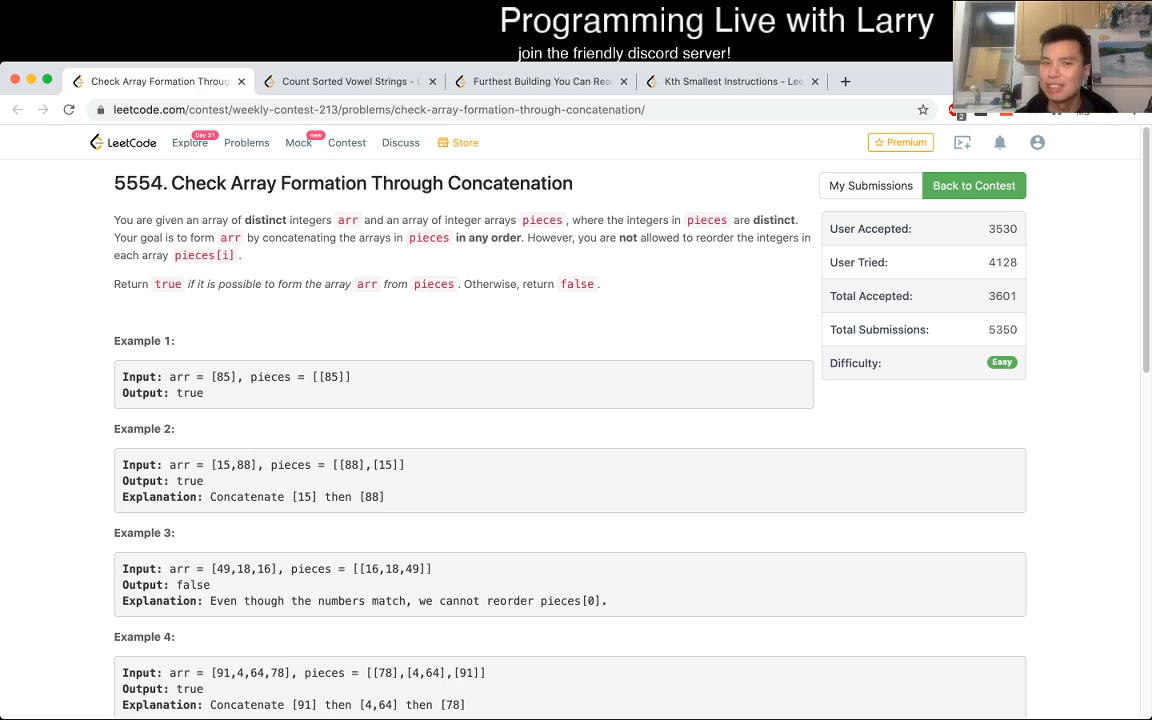 Programming Live with Larry
join the friendly discord server!
Check Array Formation Throug
Count Sorted Vowel Strings - L
Furthest Building You Can Rea
Kth Smallest Instructions - Lee
leetcode.com/contest/weekly-contest-213/problems/check-array-formation-through-concatenation/
2
LeetCode
Explore
Day 31
Problems
Mock
new
Contest
Discuss
Store
Premium
5554. Check Array Formation Through Concatenation
My Submissions
Back to Contest
You are given an array of distinct integers arr and an array of integer arrays pieces, where the integers in pieces are distinct.
Your goal is to form arr by concatenating the arrays in pieces in any order. However, you are not allowed to reorder the integers in
each array pieces[i].
Return true if it is possible to form the array arr from pieces. Otherwise, return false.
User Accepted: 3530
User Tried: 4128
Total Accepted: 3601
Total Submissions: 5350
Difficulty: Easy
Example 1:
Input: arr = [85], pieces = [[85]]
Output: true
Example 2:
Input: arr = [15,88], pieces = [[88],[15]]
Output: true
Explanation: Concatenate [15] then [88]
Example 3:
Input: arr = [49,18,16], pieces = [[16,18,49]]
Output: false
Explanation: Even though the numbers match, we cannot reorder pieces[0].
Example 4:
Input: arr = [91,4,64,78], pieces = [[78],[4,64],[91]]
Output: true
Explanation: Concatenate [91] then [4,64] then [78]